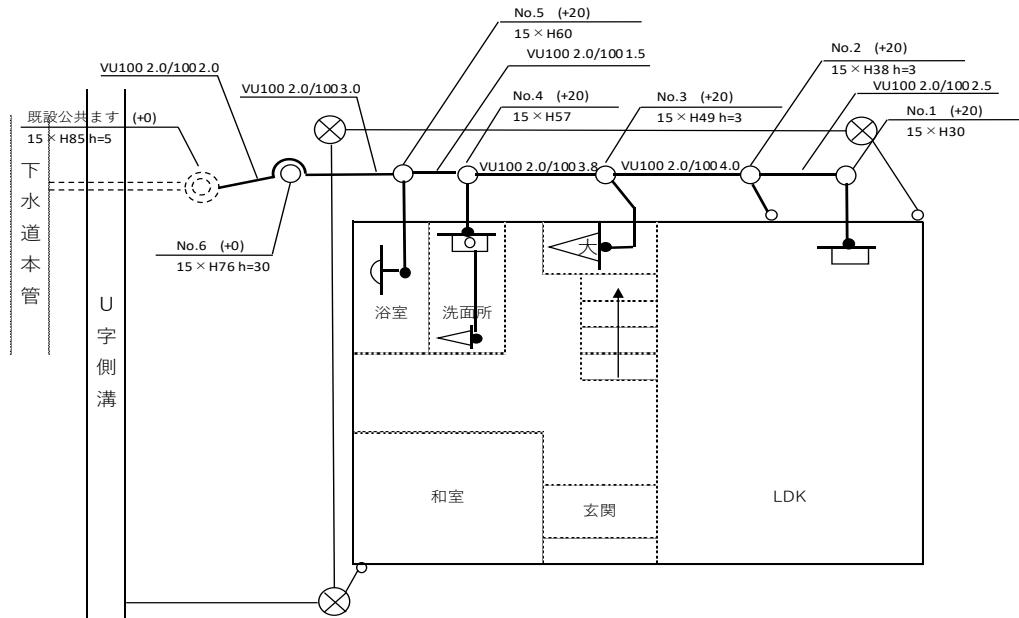 No.5 (+20)
15 × H60
VU100 2.0/100 1.5
No.2 (+20)
15 × H38 h=3
VU100 2.0/100 2.0
VU100 2.0/100 3.0
No.4 (+20)
15 × H57
No.3 (+20)
15 × H49 h=3
VU100 2.0/100 2.5
No.1 (+20)
15 × H30
既設公共ます (+0)
15 × H85 h=5
VU100 2.0/100 3.8
VU100 2.0/100 4.0
下水道本管
No.6 (+0)
15 × H76 h=30
大
U字側溝
浴室
洗面所
和室
玄関
LDK